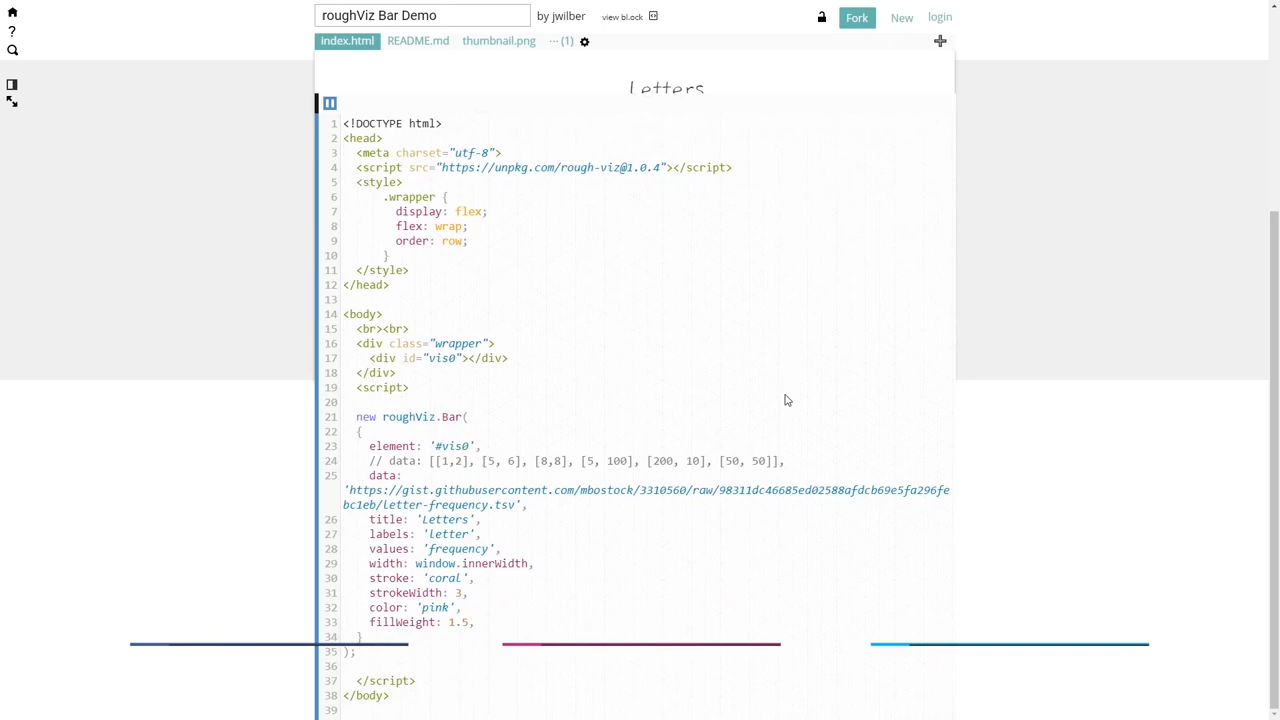 roughViz Bar Demo by jwilber view bl.ock Fork New login
index.html README.md thumbnail.png ··· (1)
Letters
1 <!DOCTYPE html>
2 <head>
3 <meta charset="utf-8">
4 <script src="https://unpkg.com/rough-viz@1.0.4"></script>
5 <style>
6 .wrapper {
7 display: flex;
8 flex: wrap;
9 order: row;
10 }
11 </style>
12 </head>
13
14 <body>
15 <br><br>
16 <div class="wrapper">
17 <div id="vis0"></div>
18 </div>
19 <script>
20
21 new roughViz.Bar(
22 {
23 element: '#vis0',
24 // data: [[1,2], [5, 6], [8,8], [5, 100], [200, 10], [50, 50]],
25 data:
'https://gist.githubusercontent.com/mbostock/3310560/raw/98311dc46685ed02588afdcb69e5fa296fe
bc1eb/letter-frequency.tsv',
26 title: 'Letters',
27 labels: 'letter',
28 values: 'frequency',
29 width: window.innerWidth,
30 stroke: 'coral',
31 strokeWidth: 3,
32 color: 'pink',
33 fillWeight: 1.5,
34 }
35 );
36
37 </script>
38 </body>
39